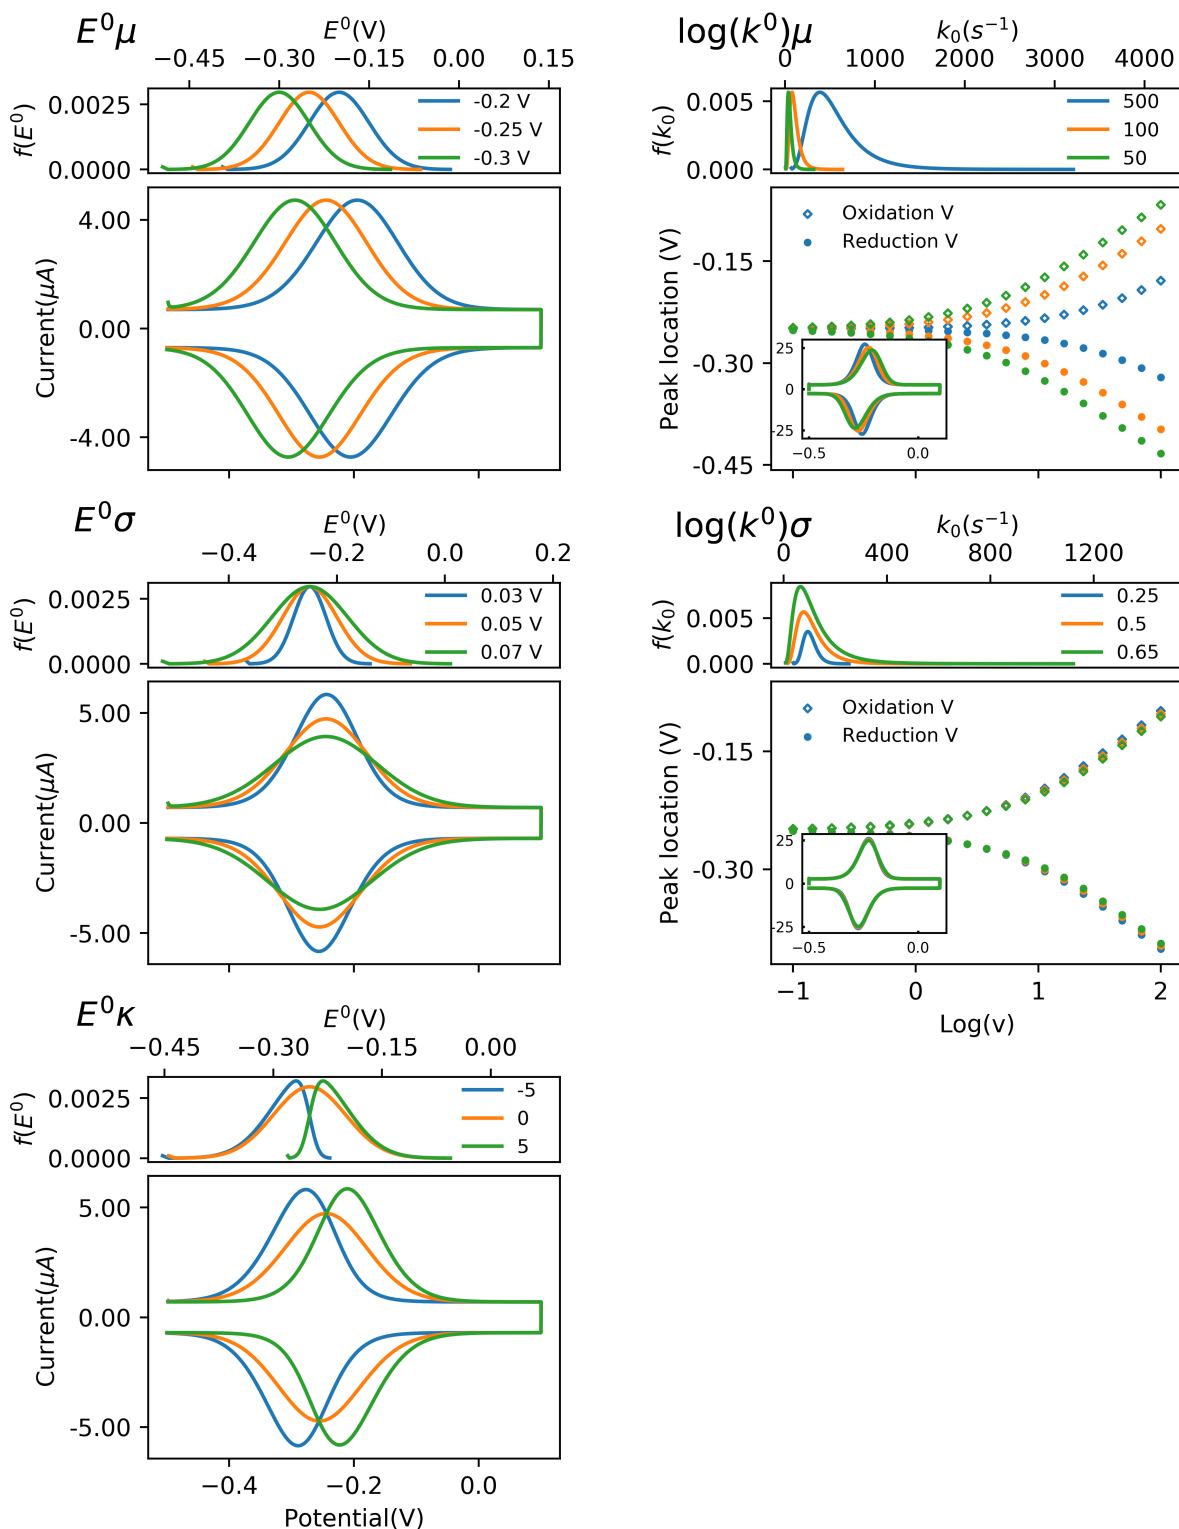 E⁰μ
E⁰(V)
−0.45 −0.30 −0.15 0.00 0.15
0.0025
0.0000
f(E⁰)
-0.2 V
-0.25 V
-0.3 V
4.00
0.00
-4.00
Current(μA)
log(k⁰)μ
k₀(s⁻¹)
0 1000 2000 3000 4000
0.005
0.000
f(k₀)
500
100
50
Oxidation V
Reduction V
-0.15
-0.30
-0.45
Peak location (V)
25
0
-25
−0.5 0.0
E⁰σ
E⁰(V)
−0.4 −0.2 0.0 0.2
0.0025
0.0000
f(E⁰)
0.03 V
0.05 V
0.07 V
5.00
0.00
-5.00
Current(μA)
log(k⁰)σ
k₀(s⁻¹)
0 400 800 1200
0.005
0.000
f(k₀)
0.25
0.5
0.65
Oxidation V
Reduction V
-0.15
-0.30
Peak location (V)
25
0
-25
−0.5 0.0
−1 0 1 2
Log(v)
E⁰κ
E⁰(V)
−0.45 −0.30 −0.15 0.00
0.0025
0.0000
f(E⁰)
-5
0
5
5.00
0.00
-5.00
Current(μA)
−0.4 −0.2 0.0
Potential(V)